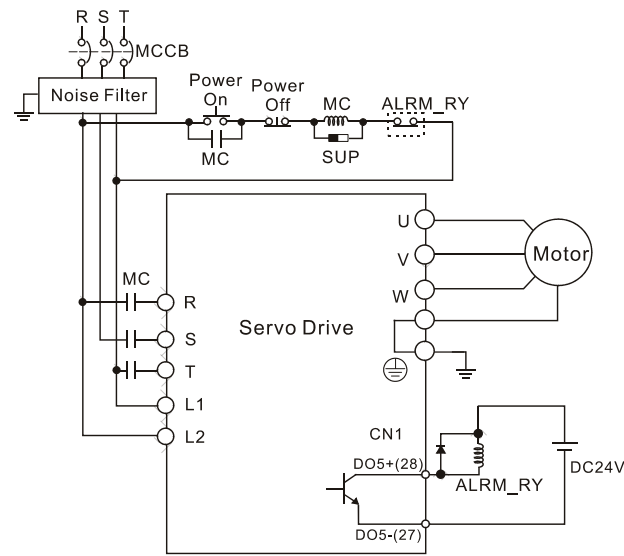 R S T
MCCB
Noise Filter
Power
On
Power
Off
MC
ALRM_RY
MC
SUP
U
V
W
Motor
MC
R
S
T
L1
L2
Servo Drive
CN1
DO5+(28)
DO5-(27)
ALRM_RY
DC24V